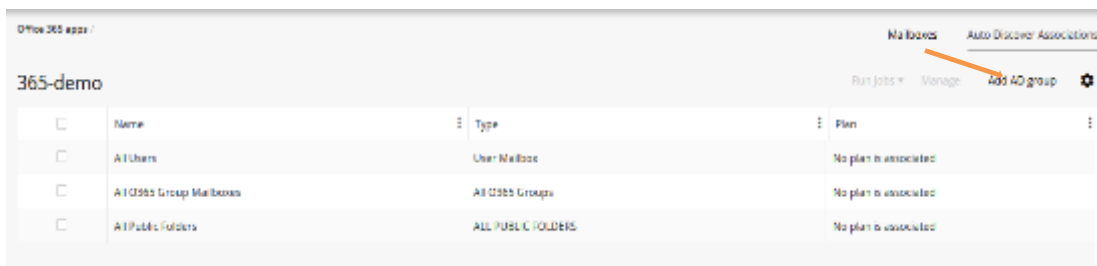 Office 365 apps /
Mailboxes Auto Discover Associations
365-demo
Run Jobs Manage Add AD group
Name Type Plan
All Users User Mailbox No plan is associated
All O365 Group Mailboxes All O365 Groups No plan is associated
All Public Folders ALL PUBLIC FOLDERS No plan is associated